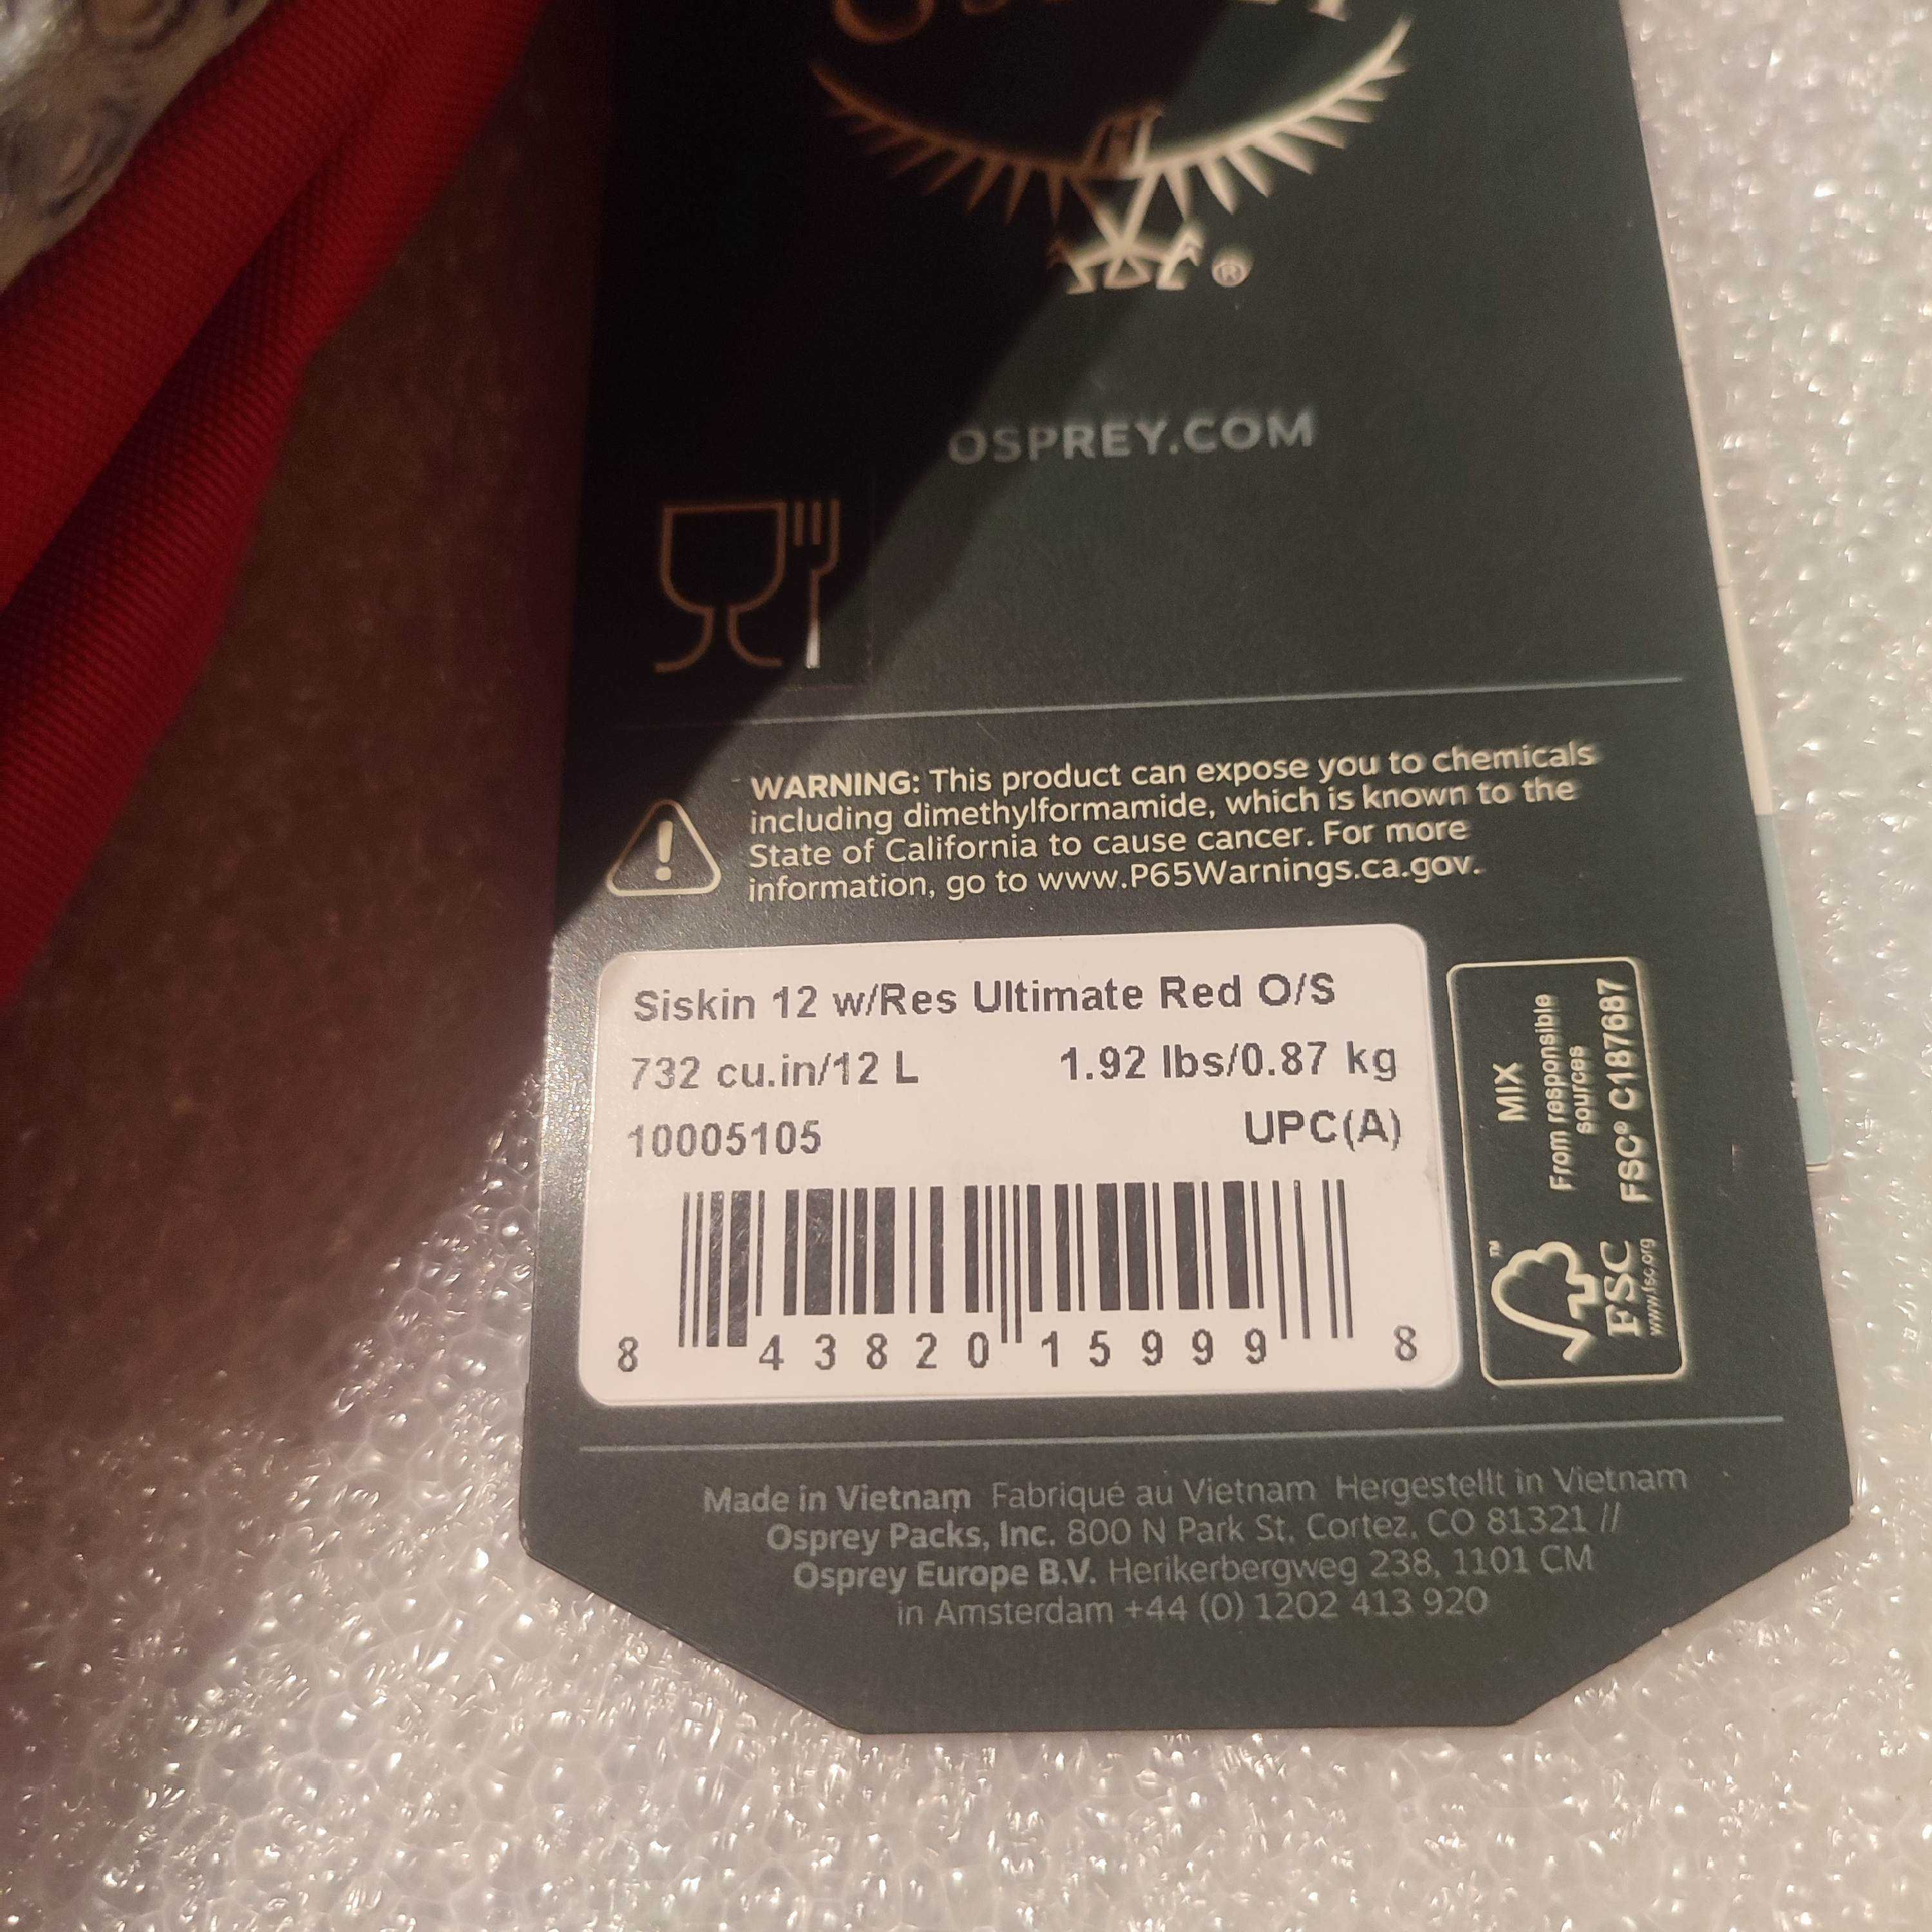 ®
OSPREY.COM
WARNING: This product can expose you to chemicals
including dimethylformamide, which is known to the
State of California to cause cancer. For more
information, go to www.P65Warnings.ca.gov.
Siskin 12 w/Res Ultimate Red O/S
732 cu.in/12 L 1.92 lbs/0.87 kg
10005105 UPC(A)
8 43820 15999 8
MIX
From responsible
sources
FSC® C187687
™
FSC
www.fsc.org
Made in Vietnam Fabriqué au Vietnam Hergestellt in Vietnam
Osprey Packs, Inc. 800 N Park St. Cortez, CO 81321 //
Osprey Europe B.V. Herikerbergweg 238, 1101 CM
in Amsterdam +44 (0) 1202 413 920